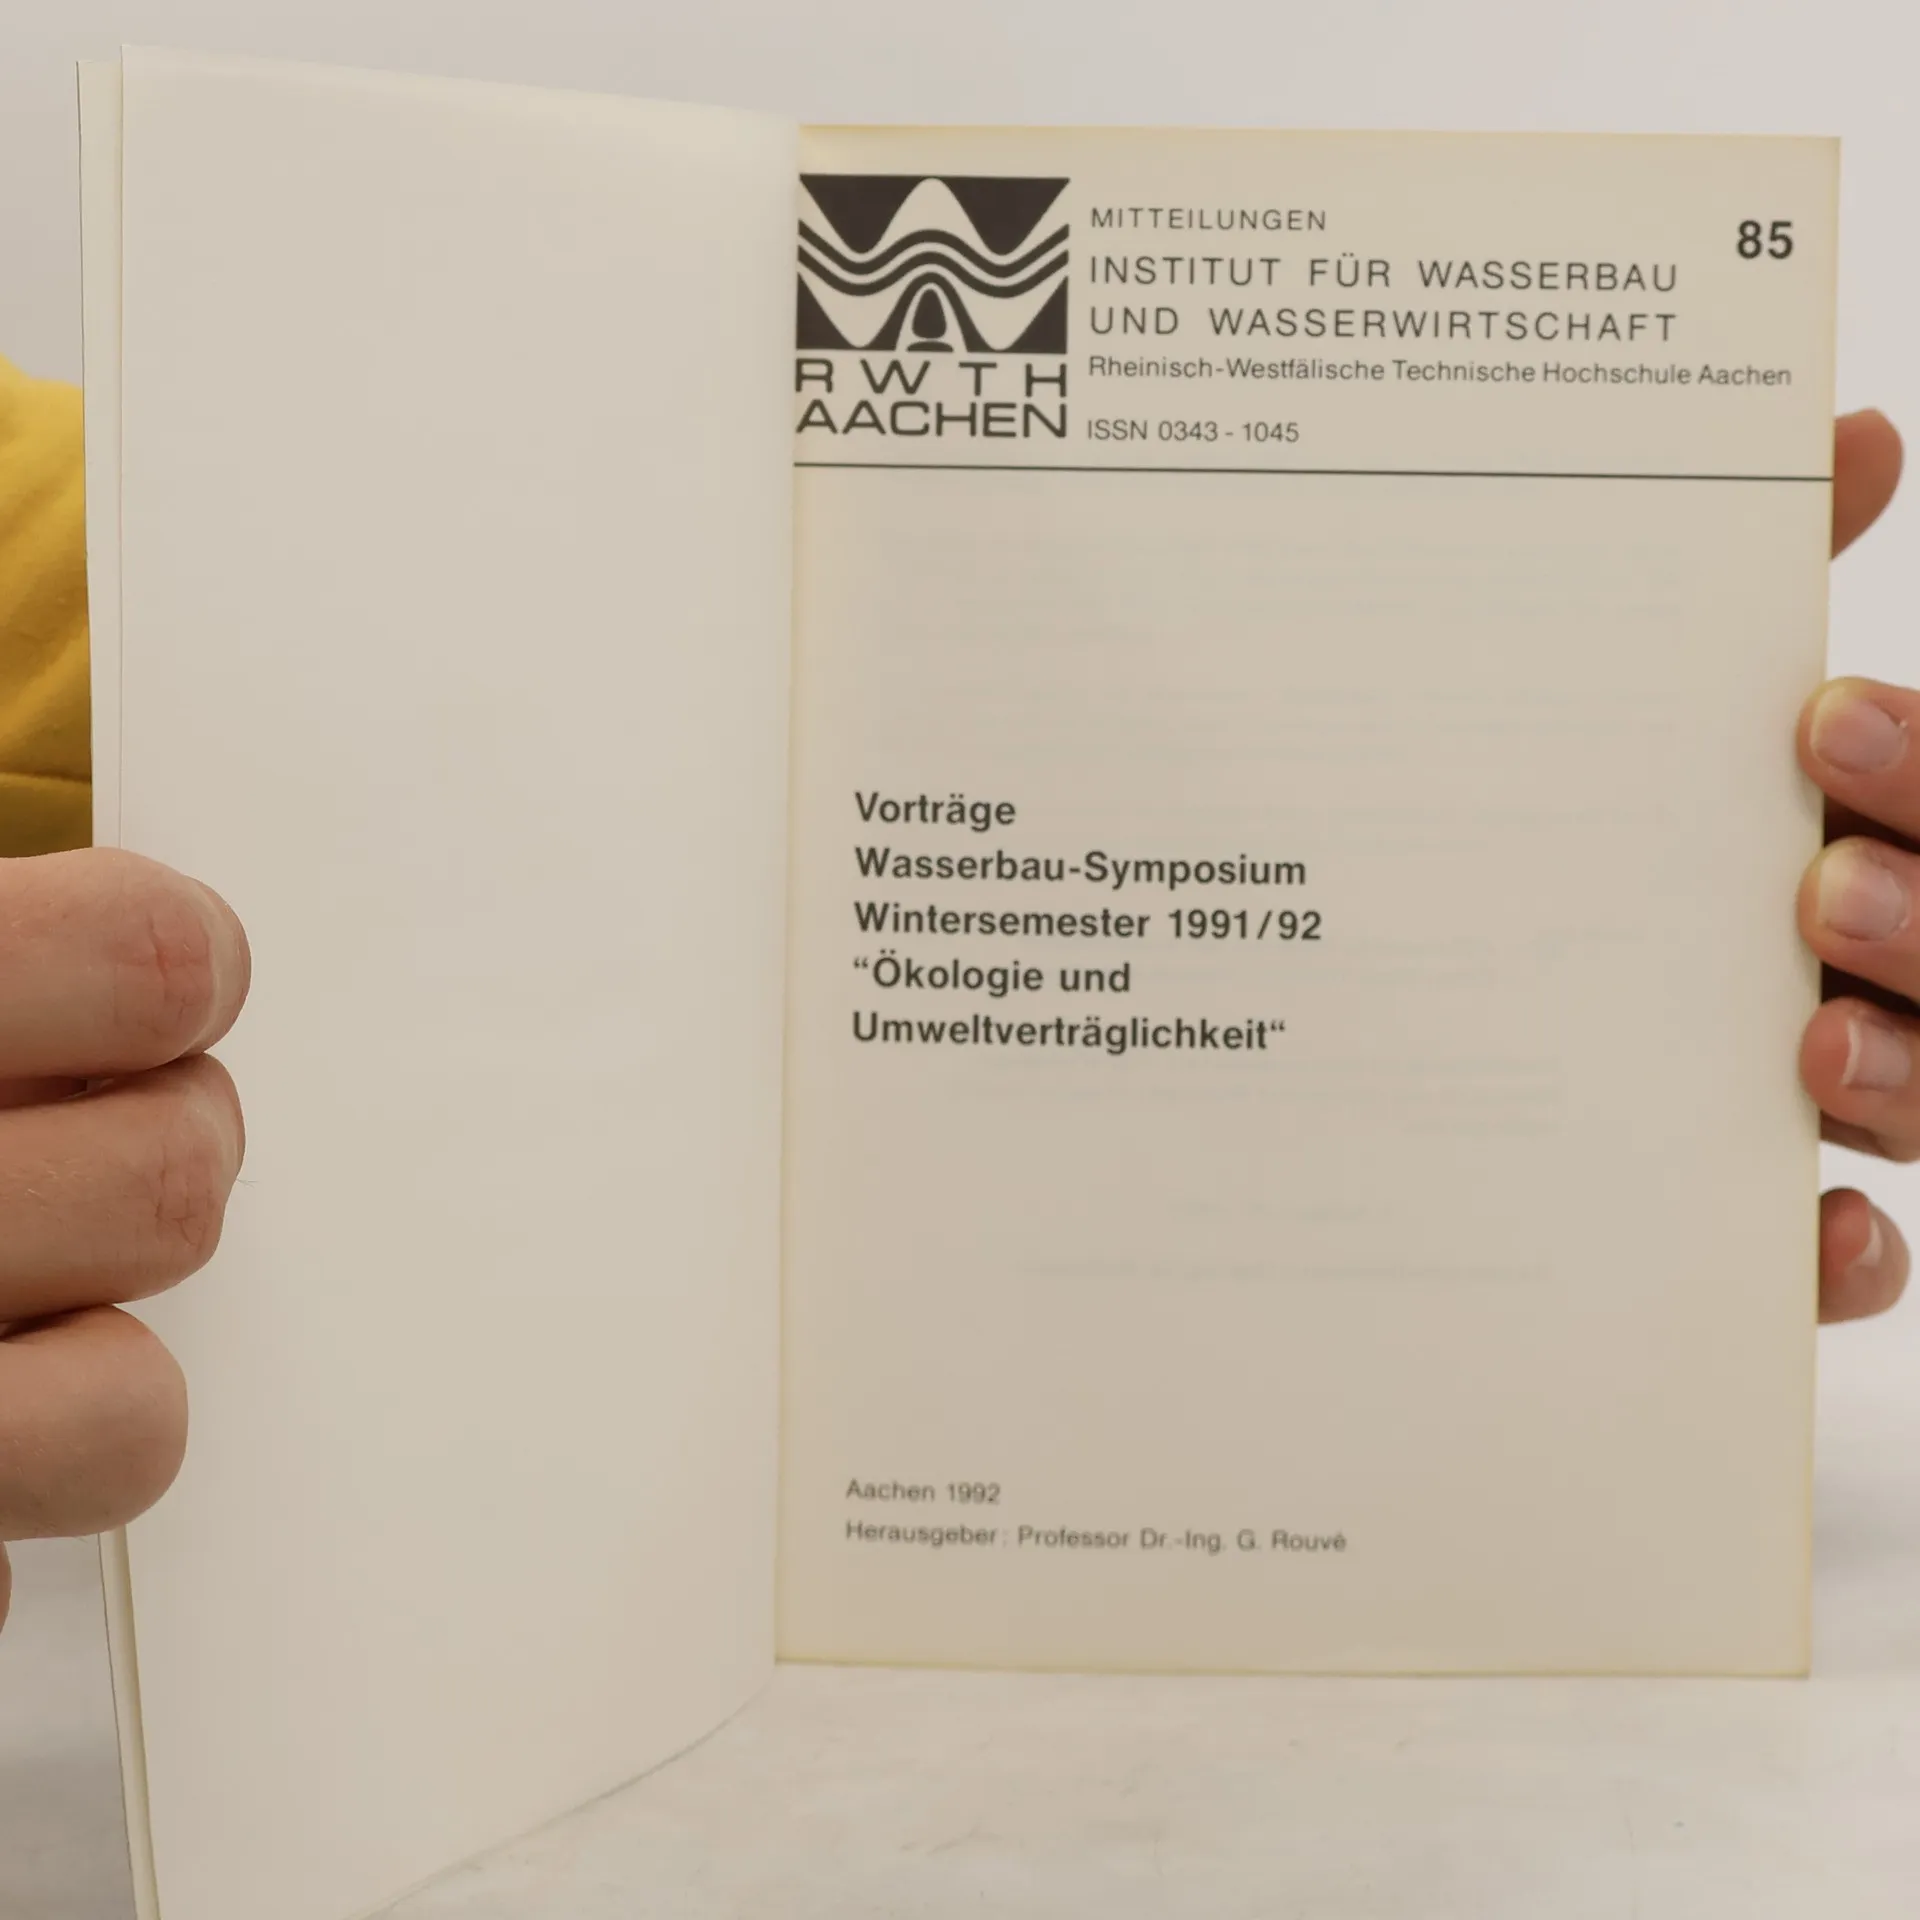 RWTH
AACHEN
MITTEILUNGEN
85
INSTITUT FÜR WASSERBAU
UND WASSERWIRTSCHAFT
Rheinisch-Westfälische Technische Hochschule Aachen
ISSN 0343 - 1045
Vorträge
Wasserbau-Symposium
Wintersemester 1991/92
“Ökologie und
Umweltverträglichkeit“
Aachen 1992
Herausgeber: Professor Dr.-Ing. G. Rouvé